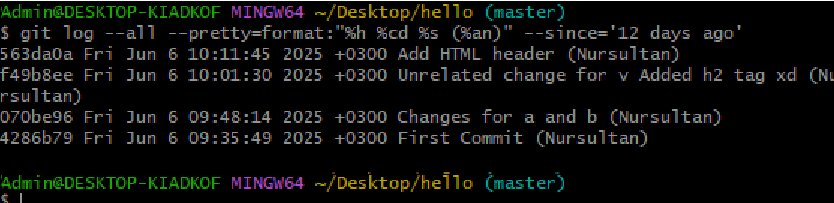 Admin@DESKTOP-KIADKOF MINGW64 ~/Desktop/hello (master)
$ git log --all --pretty=format:"%h %cd %s (%an)" --since='12 days ago'
563da0a Fri Jun 6 10:11:45 2025 +0300 Add HTML header (Nursultan)
f49b8ee Fri Jun 6 10:01:30 2025 +0300 Unrelated change for v Added h2 tag xd (Nu
rsultan)
070be96 Fri Jun 6 09:48:14 2025 +0300 Changes for a and b (Nursultan)
4286b79 Fri Jun 6 09:35:49 2025 +0300 First Commit (Nursultan)
Admin@DESKTOP-KIADKOF MINGW64 ~/Desktop/hello (master)
$